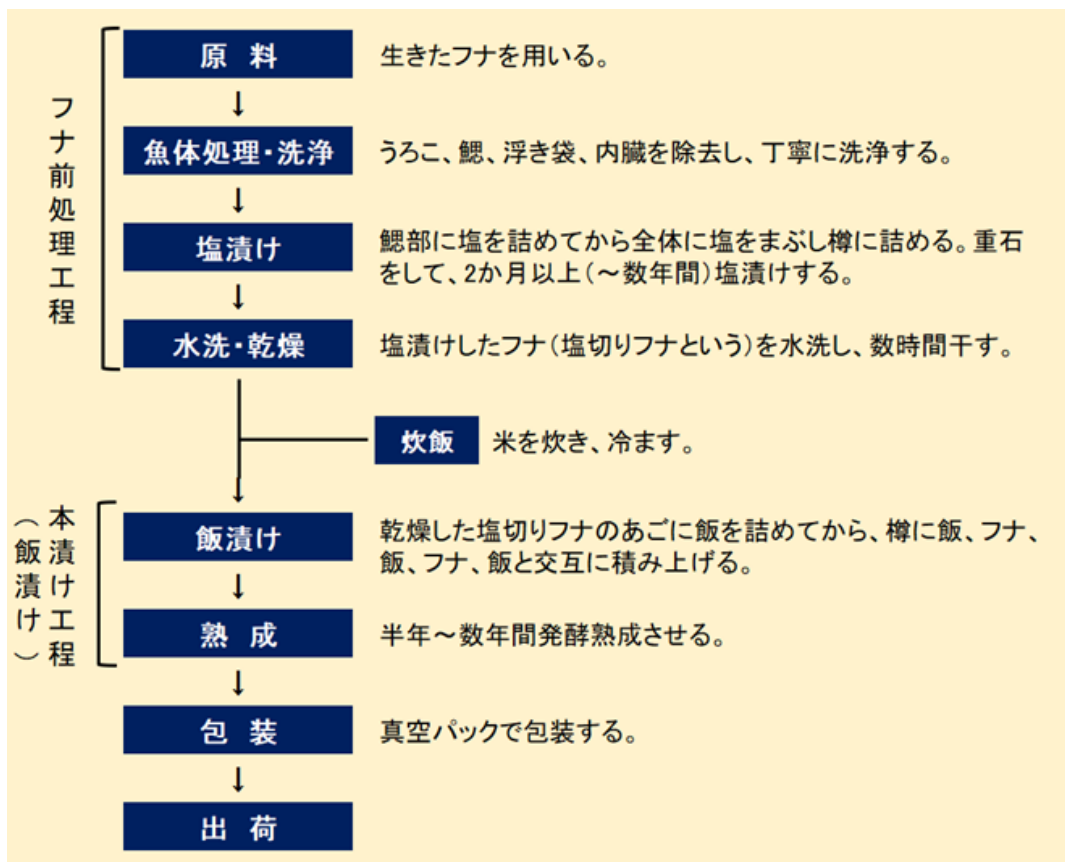 フナ前処理工程
原 料
生きたフナを用いる。
↓
魚体処理・洗浄
うろこ、鰓、浮き袋、内臓を除去し、丁寧に洗浄する。
↓
塩漬け
鰓部に塩を詰めてから全体に塩をまぶし樽に詰める。重石
をして、2か月以上(～数年間)塩漬けする。
↓
水洗・乾燥
塩漬けしたフナ(塩切りフナという)を水洗し、数時間干す。
炊飯
米を炊き、冷ます。
↓
本漬け工程
(飯漬け)
飯漬け
乾燥した塩切りフナのあごに飯を詰めてから、樽に飯、フナ、
飯、フナ、飯と交互に積み上げる。
↓
熟 成
半年～数年間発酵熟成させる。
↓
包 装
真空パックで包装する。
↓
出 荷